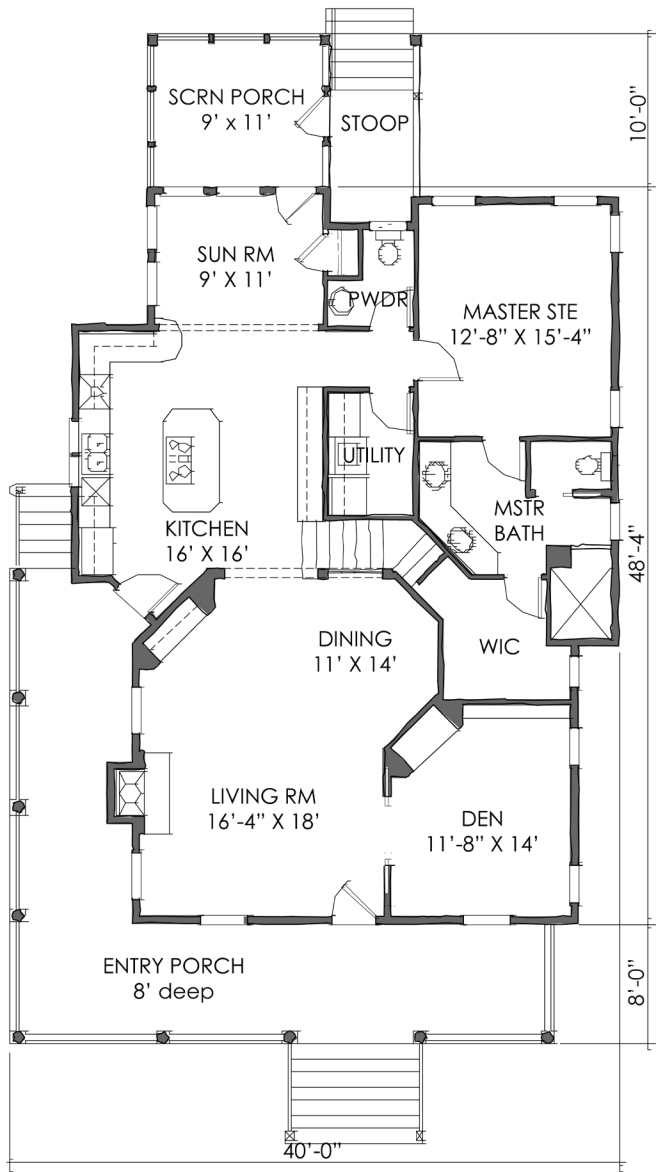 SCRN PORCH
9' x 11'
STOOP
10'-0"
SUN RM
9' X 11'
PWDR
MASTER STE
12'-8" X 15'-4"
UTILITY
MSTR
BATH
KITCHEN
16' X 16'
48'-4"
DINING
11' X 14'
WIC
LIVING RM
16'-4" X 18'
DEN
11'-8" X 14'
ENTRY PORCH
8' deep
8'-0"
40'-0"